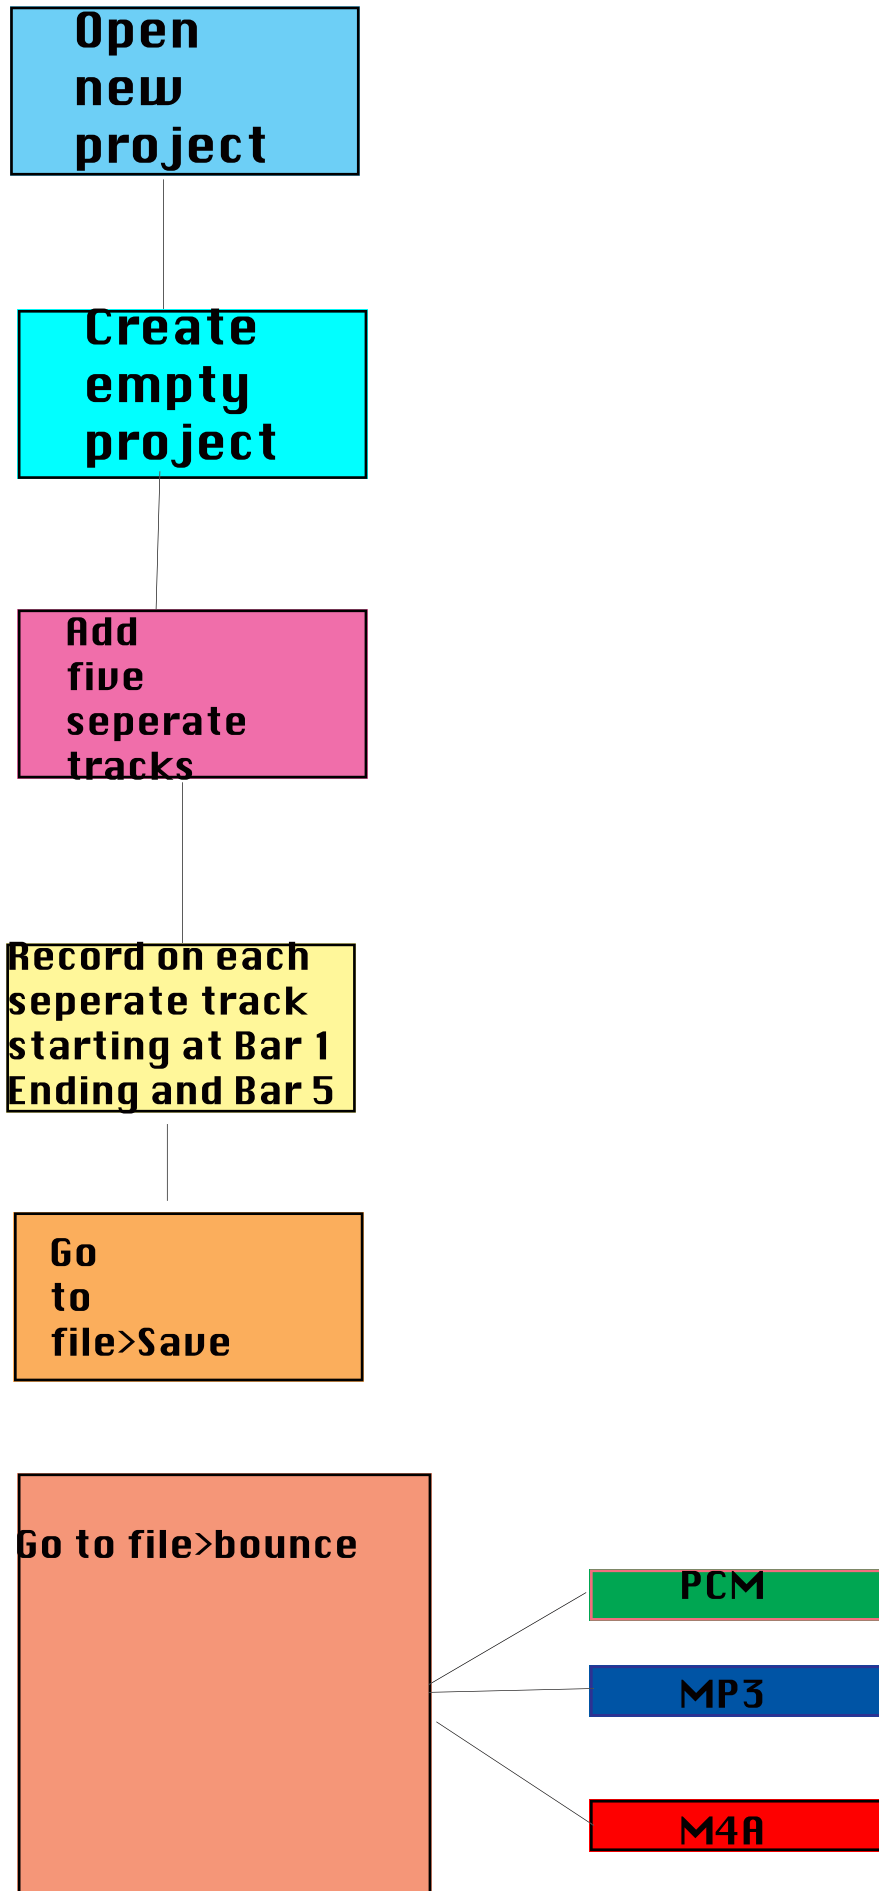 Open
new
project
Create
empty
project
Add
five
seperate
tracks
Record on each
seperate track
starting at Bar 1
Ending and Bar 5
Go
to
file>Save
Go to file>bounce
PCM
MP3
M4A